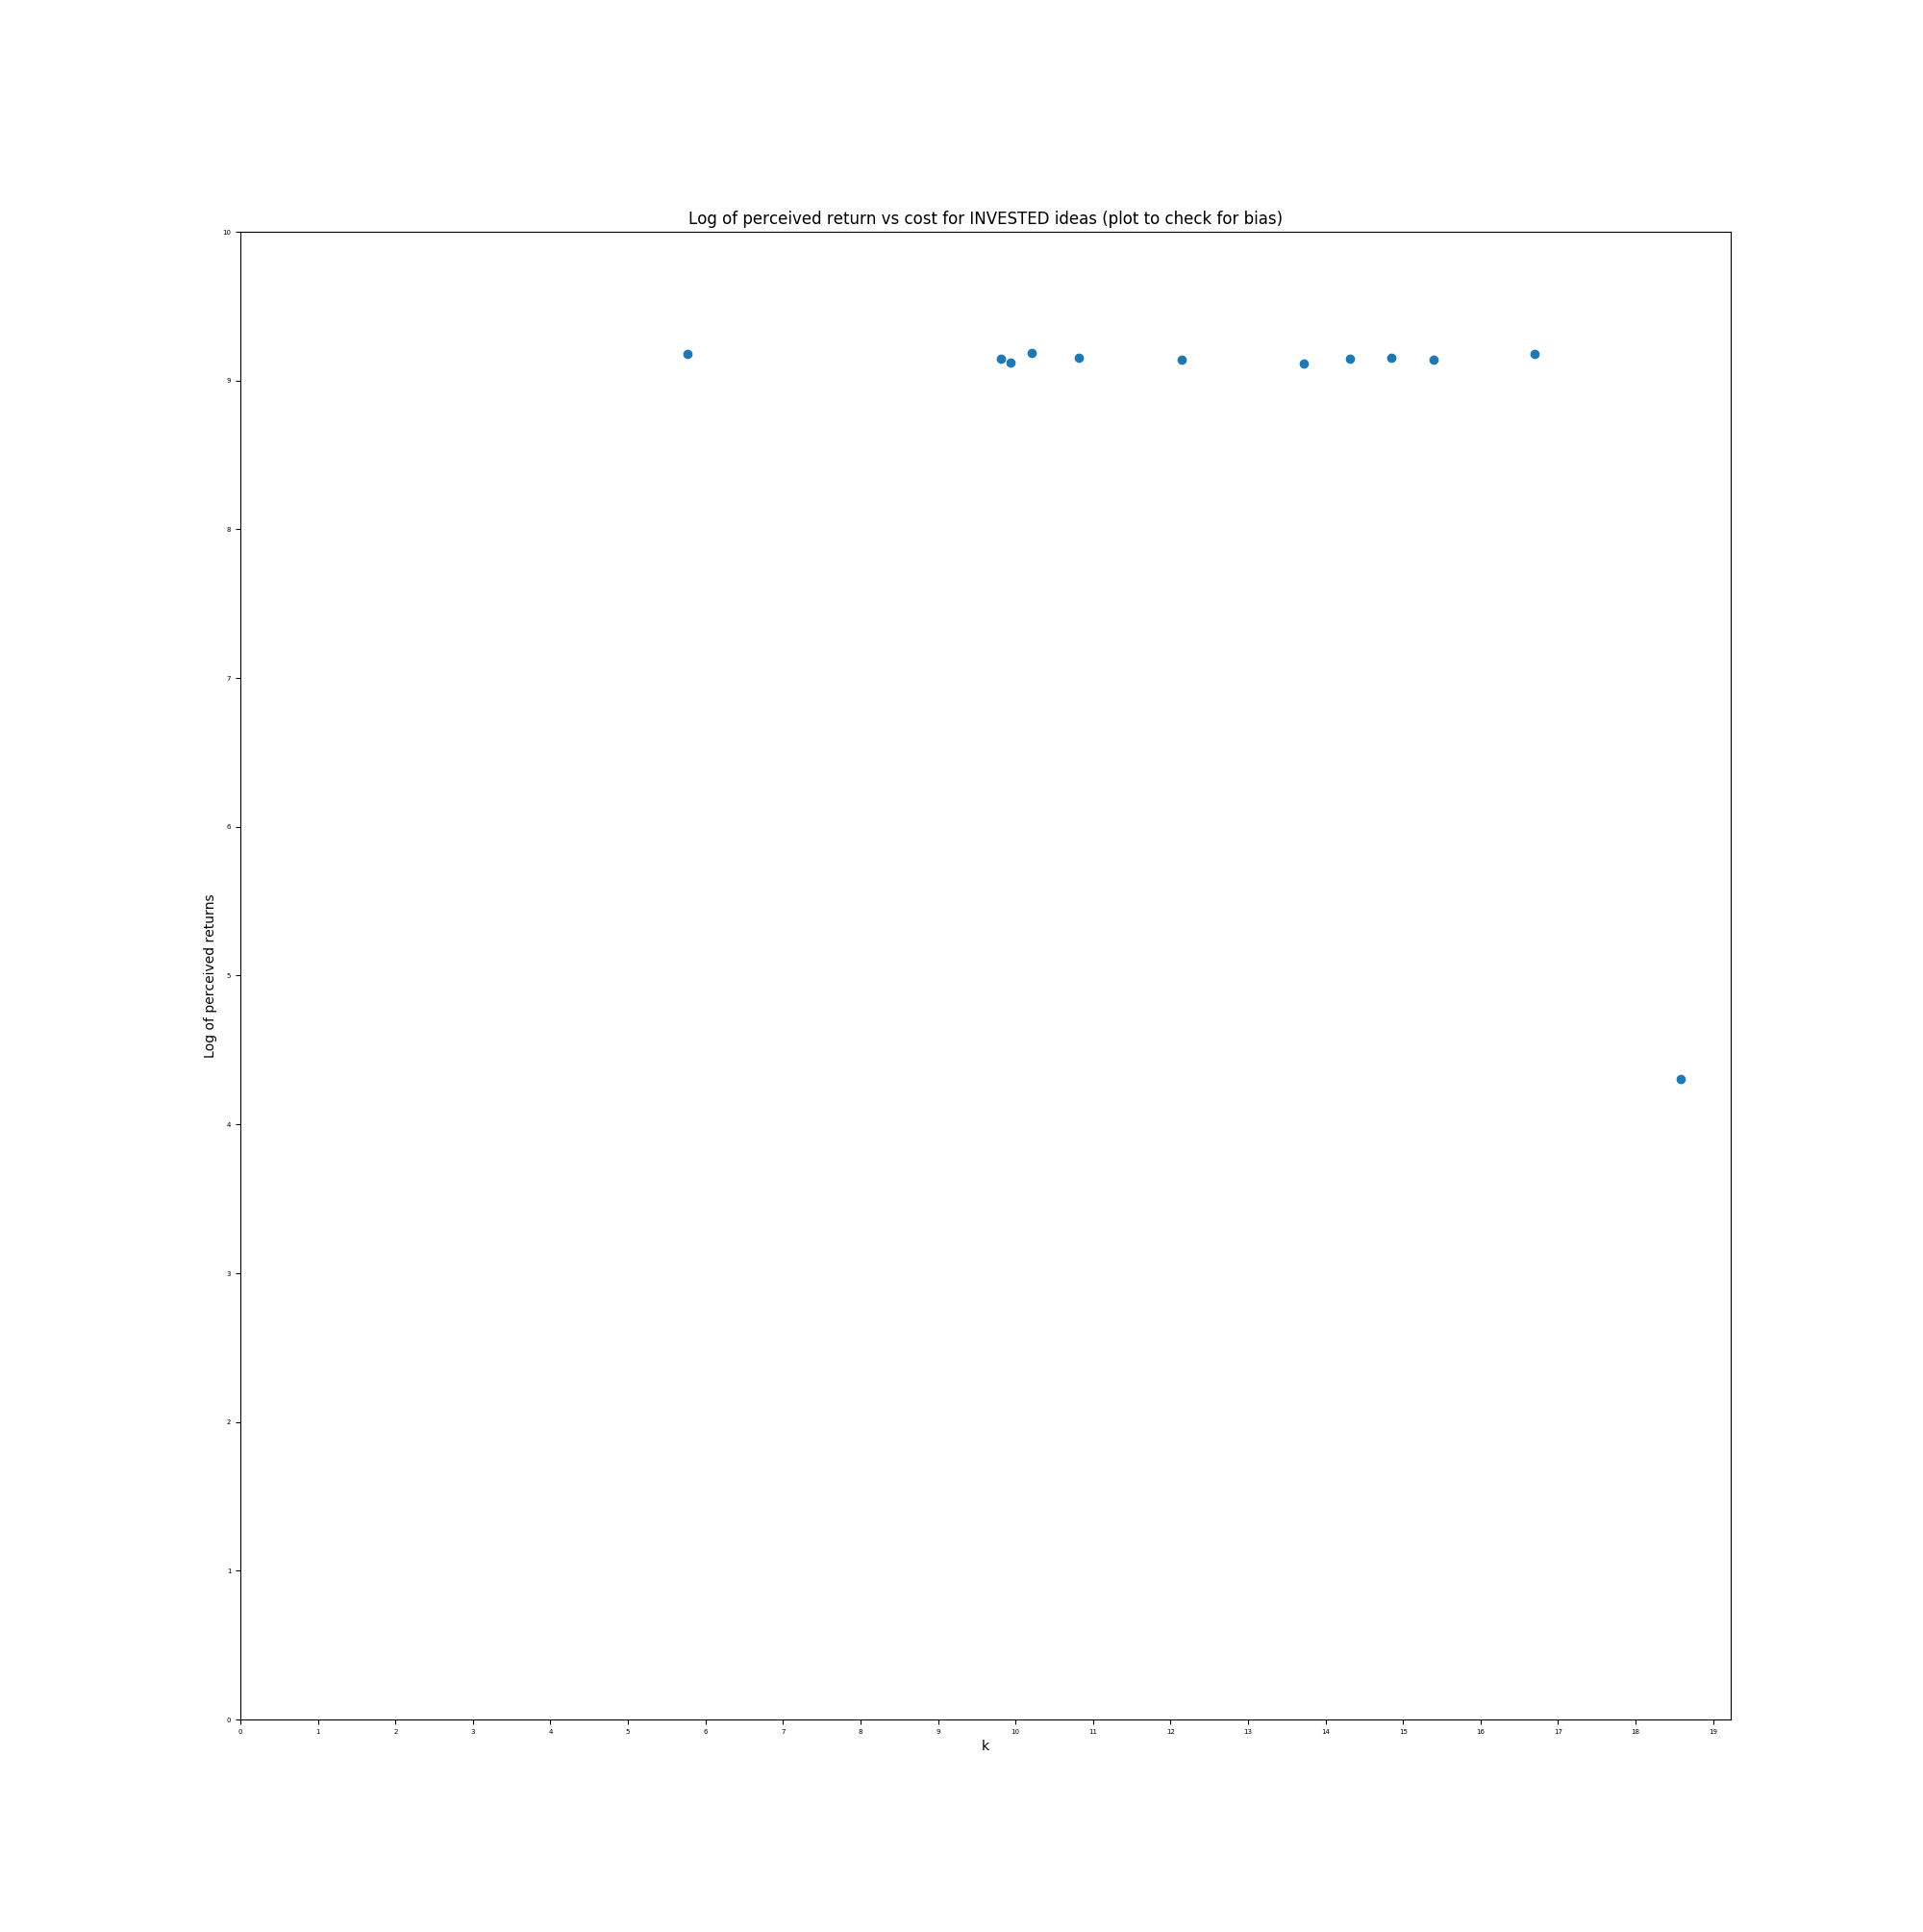 Log of perceived return vs cost for INVESTED ideas (plot to check for bias)
10
9
8
7
6
5
4
3
2
1
0
Log of perceived returns
0 1 2 3 4 5 6 7 8 9 10 11 12 13 14 15 16 17 18 19
k